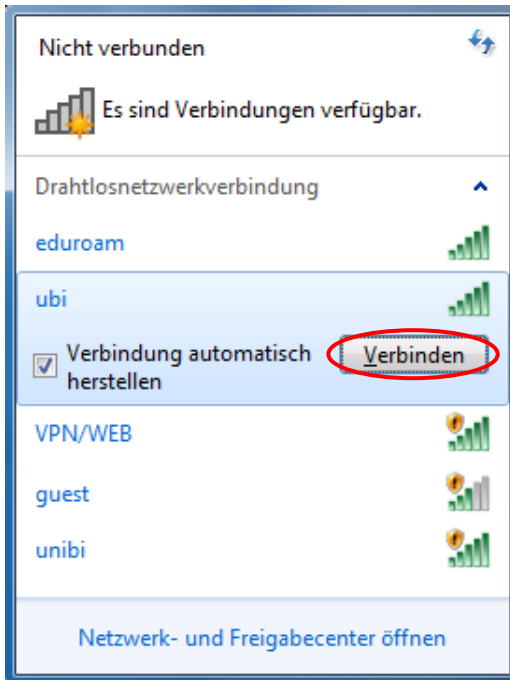 Nicht verbunden
Es sind Verbindungen verfügbar.
Drahtlosnetzwerkverbindung
eduroam
ubi
Verbindung automatisch
herstellen
Verbinden
VPN/WEB
guest
unibi
Netzwerk- und Freigabecenter öffnen